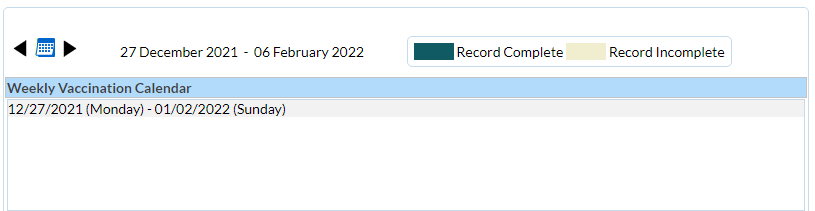 27 December 2021 - 06 February 2022
Record Complete
Record Incomplete
Weekly Vaccination Calendar
12/27/2021 (Monday) - 01/02/2022 (Sunday)